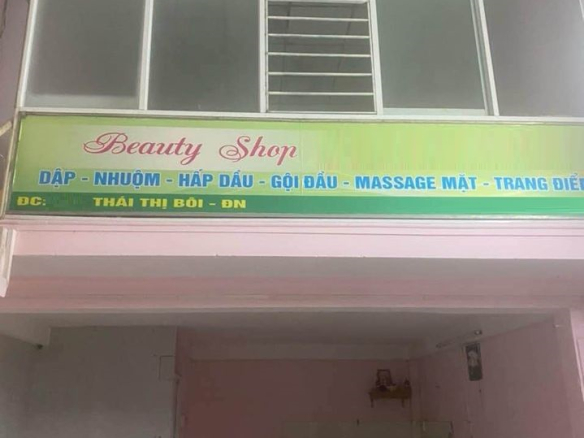 Beauty Shop
DẬP - NHUỘM - HẤP DẦU - GỘI ĐẦU - MASSAGE MẶT - TRANG ĐIỂ
ĐC: THÁI THỊ BÔI - ĐN